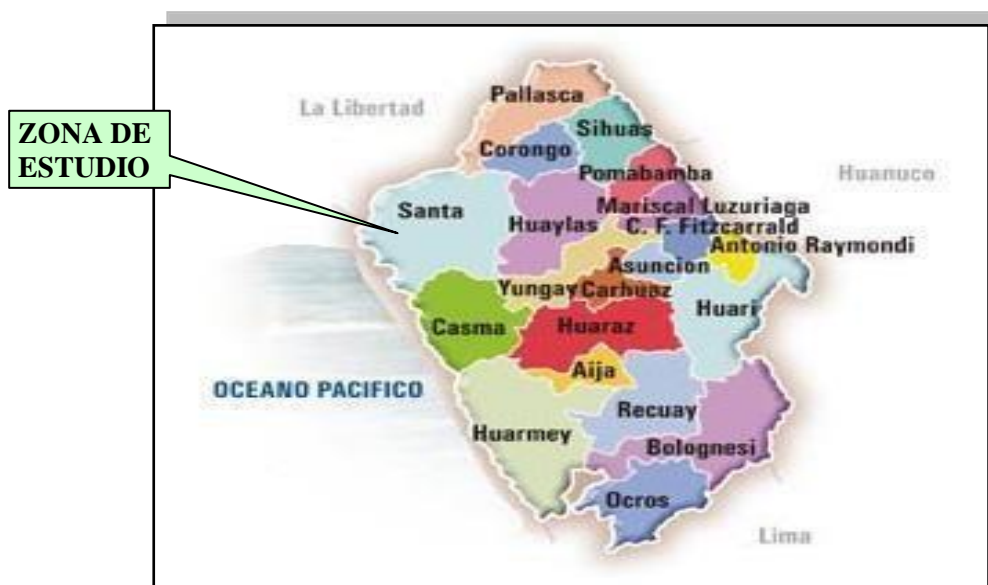 ZONA DE
ESTUDIO
La Libertad
Pallasca
Sihuas
Corongo
Pomabamba
Huanuco
Santa
Huaylas
Mariscal Luzuriaga
C. F. Fitzcarrald
Antonio Raymondi
Asuncion
Yungay
Carhuaz
Huari
Casma
Huaraz
Aija
OCEANO PACIFICO
Recuay
Huarmey
Bolognesi
Ocros
Lima